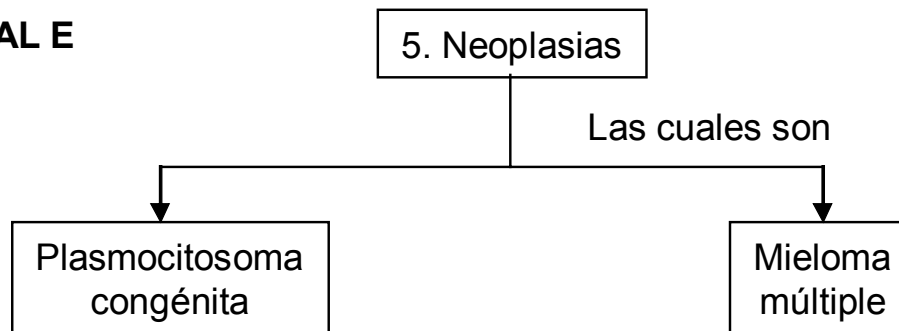 AL E
5. Neoplasias
Las cuales son
Plasmocitosoma
congénita
Mieloma
múltiple